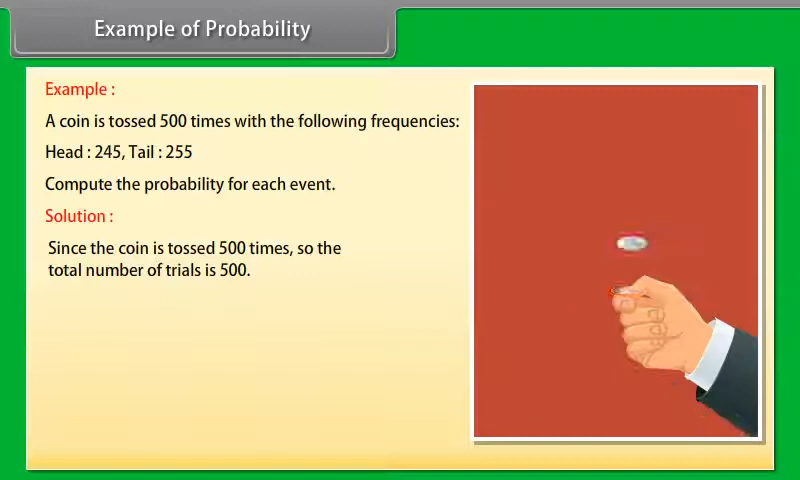 Example of Probability
Example :
A coin is tossed 500 times with the following frequencies:
Head : 245, Tail : 255
Compute the probability for each event.
Solution :
Since the coin is tossed 500 times, so the
total number of trials is 500.